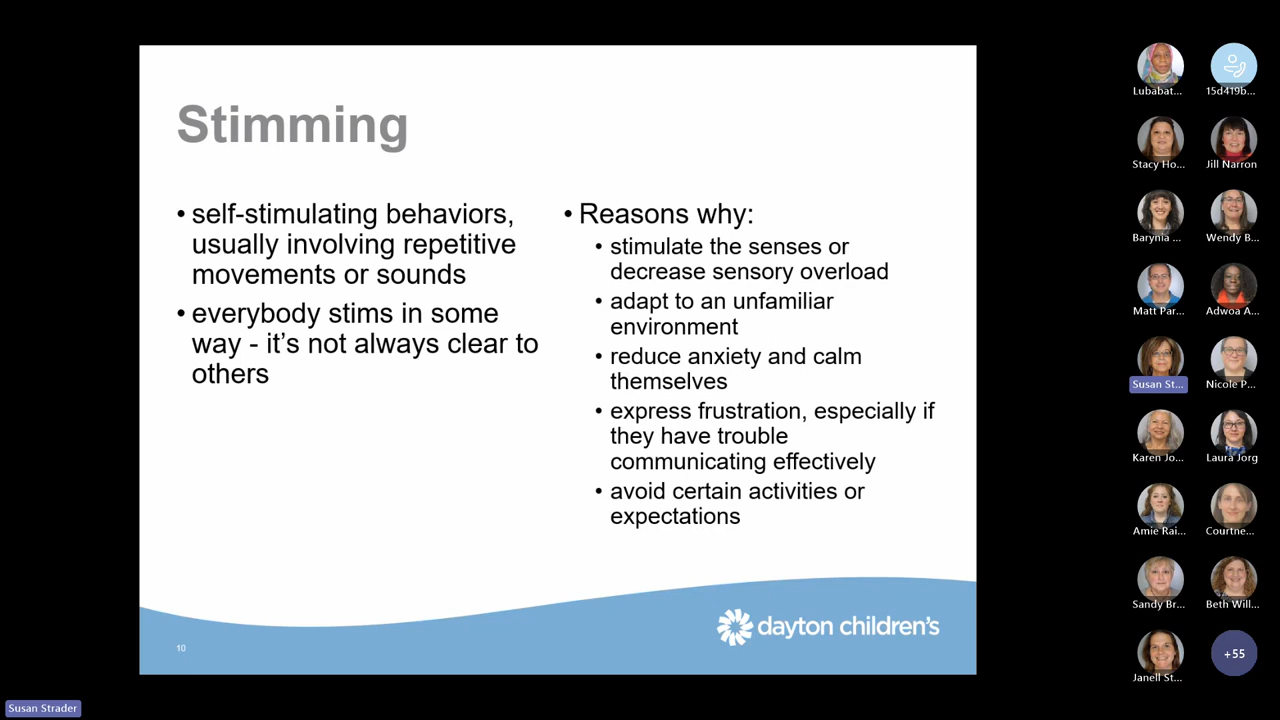 Stimming
• self-stimulating behaviors,
usually involving repetitive
movements or sounds
• everybody stims in some
way - it's not always clear to
others
• Reasons why:
• stimulate the senses or
decrease sensory overload
• adapt to an unfamiliar
environment
• reduce anxiety and calm
themselves
• express frustration, especially if
they have trouble
communicating effectively
• avoid certain activities or
expectations
10
dayton children's
Lubabat...
15d419b...
Stacy Ho...
Jill Narron
Barynia ...
Wendy B...
Matt Par...
Adwoa A...
Susan St...
Nicole P...
Karen Jo...
Laura Jorg
Amie Rai...
Courtne...
Sandy Br...
Beth Will...
Janell St...
+55
Susan Strader